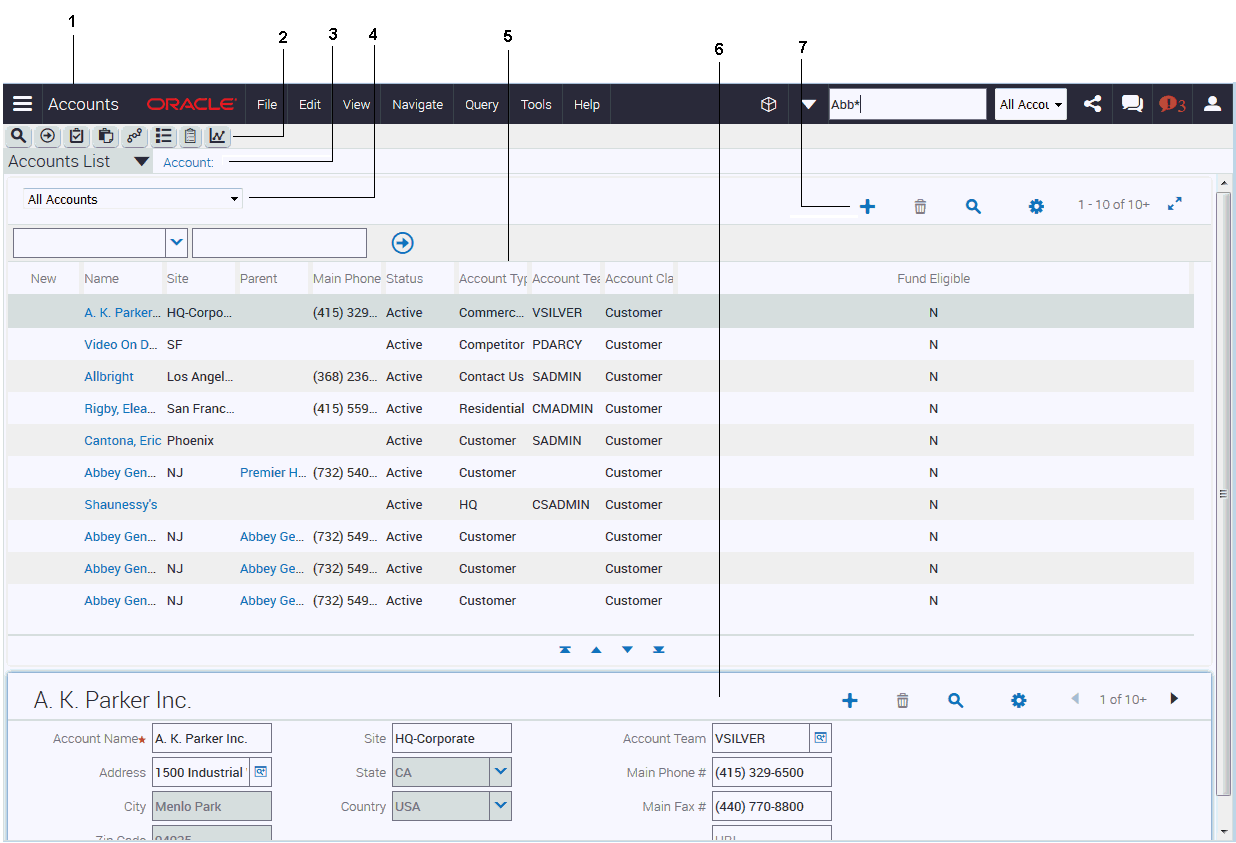 1
2
3
4
5
6
7
Accounts ORACLE File Edit View Navigate Query Tools Help Abb* All Accou 3
Accounts List Account:
All Accounts 1 - 10 of 10+
New Name Site Parent Main Phone Status Account Typ Account Tea Account Cla Fund Eligible
A. K. Parker... HQ-Corpo... (415) 329... Active Commerc... VSILVER Customer N
Video On D... SF Active Competitor PDARCY Customer N
Allbright Los Angel... (368) 236... Active Contact Us SADMIN Customer N
Rigby, Elea... San Franc... (415) 559... Active Residential CMADMIN Customer N
Cantona, Eric Phoenix Active Customer SADMIN Customer N
Abbey Gen... NJ Premier H... (732) 540... Active Customer Customer N
Shaunessy's Active HQ CSADMIN Customer N
Abbey Gen... NJ Abbey Ge... (732) 549... Active Customer Customer N
Abbey Gen... NJ Abbey Ge... (732) 549... Active Customer Customer N
Abbey Gen... NJ Abbey Ge... (732) 549... Active Customer Customer N
A. K. Parker Inc. 1 of 10+
Account Name★ A. K. Parker Inc. Site HQ-Corporate Account Team VSILVER
Address 1500 Industrial State CA Main Phone # (415) 329-6500
City Menlo Park Country USA Main Fax # (440) 770-8800
Zip Code 94025 URL